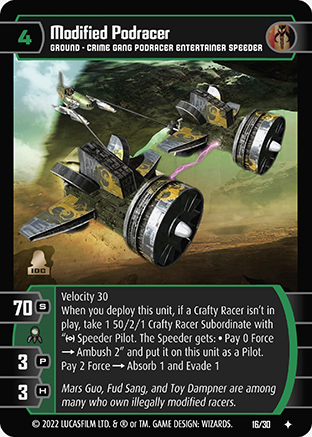 4 Modified Podracer
GROUND - CRIME GANG PODRACER ENTERTAINER SPEEDER
IDC
70 S
3 P
3 H
Velocity 30
When you deploy this unit, if a Crafty Racer isn't in
play, take 1 50/2/1 Crafty Racer Subordinate with
" Speeder Pilot. The Speeder gets: • Pay 0 Force
→ Ambush 2" and put it on this unit as a Pilot.
Pay 2 Force → Absorb 1 and Evade 1
Mars Guo, Fud Sang, and Toy Dampner are among
many who own illegally modified racers.
© 2022 LUCASFILM LTD. & ® or TM. GAME DESIGN: WIZARDS. 16/30